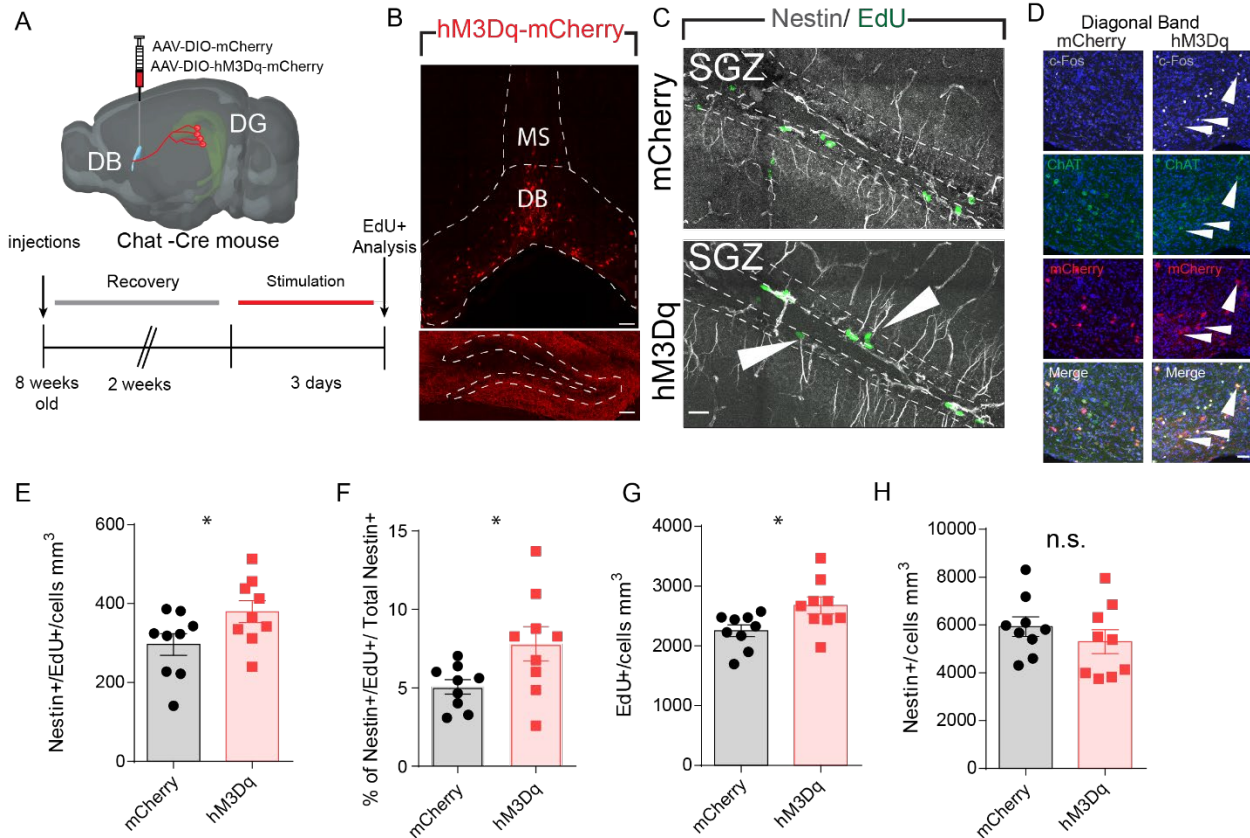 A
AAV-DIO-mCherry
AAV-DIO-hM3Dq-mCherry
DG
DB
Chat -Cre mouse
injections
EdU+
Analysis
Recovery
Stimulation
8 weeks
old
2 weeks
3 days
B
hM3Dq-mCherry
MS
DB
C
Nestin/ EdU
mCherry
SGZ
hM3Dq
SGZ
D
Diagonal Band
mCherry
hM3Dq
c-Fos
c-Fos
ChAT
ChAT
mCherry
mCherry
Merge
Merge
E
Nestin+/EdU+/cells mm³
600
400
200
0
*
mCherry
hM3Dq
F
% of Nestin+/EdU+/ Total Nestin+
15
10
5
0
*
mCherry
hM3Dq
G
EdU+/cells mm³
4000
3000
2000
1000
0
*
mCherry
hM3Dq
H
Nestin+/cells mm³
10000
8000
6000
4000
2000
0
n.s.
mCherry
hM3Dq